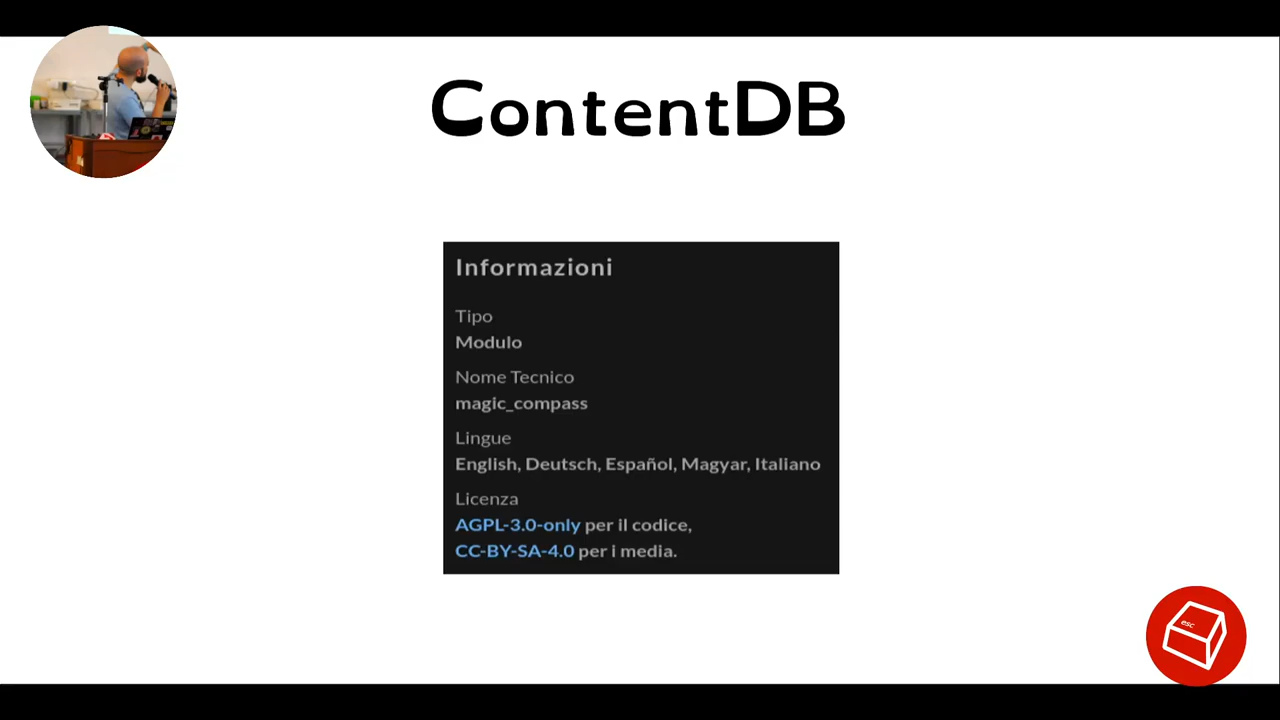 ContentDB
Informazioni
Tipo
Modulo
Nome Tecnico
magic_compass
Lingue
English, Deutsch, Español, Magyar, Italiano
Licenza
AGPL-3.0-only per il codice,
CC-BY-SA-4.0 per i media.
esc